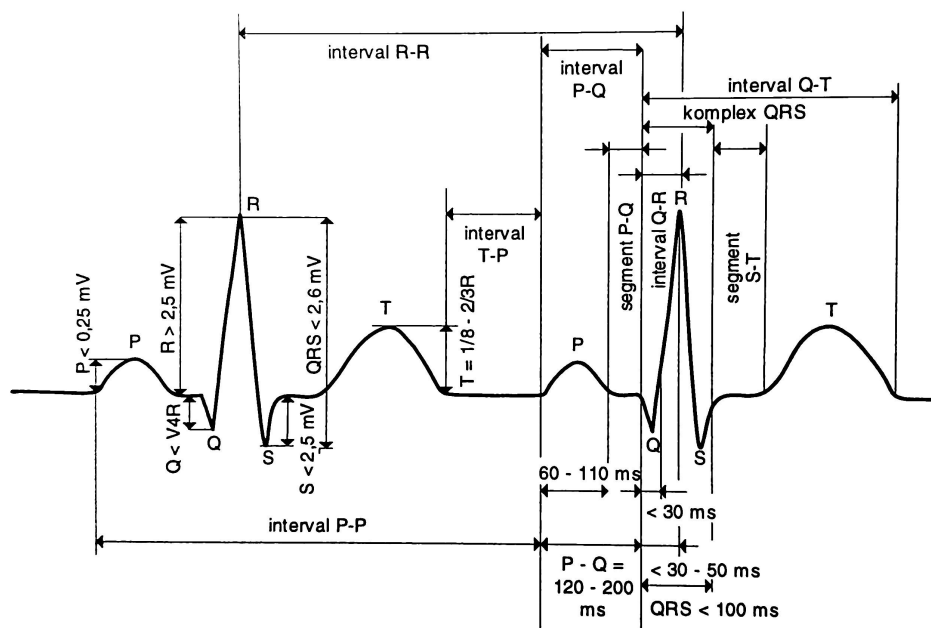 interval R-R
interval
P-Q
interval Q-T
komplex QRS
R
R
interval
T-P
segment P-Q
interval Q-R
segment
S-T
P < 0,25 mV
R > 2,5 mV
QRS < 2,6 mV
T = 1/8 - 2/3R
P
T
P
T
Q < V4R
Q
S
S < 2,5 mV
Q
S
60 - 110 ms
< 30 ms
interval P-P
P - Q =
120 - 200
ms
< 30 - 50 ms
QRS < 100 ms